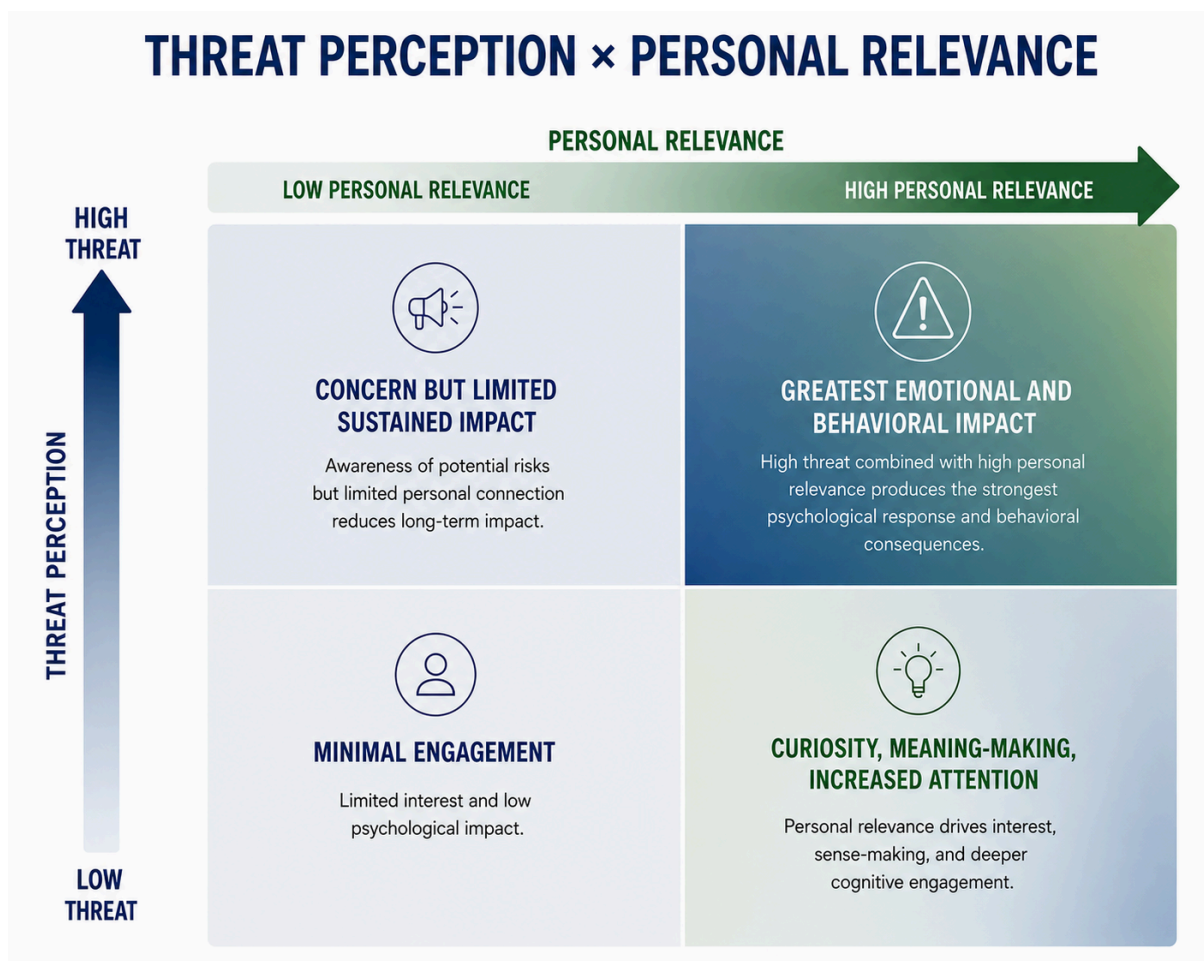 THREAT PERCEPTION × PERSONAL RELEVANCE
PERSONAL RELEVANCE
LOW PERSONAL RELEVANCE
HIGH PERSONAL RELEVANCE
HIGH
THREAT
THREAT PERCEPTION
LOW
THREAT
CONCERN BUT LIMITED
SUSTAINED IMPACT
Awareness of potential risks
but limited personal connection
reduces long-term impact.
GREATEST EMOTIONAL AND
BEHAVIORAL IMPACT
High threat combined with high personal
relevance produces the strongest
psychological response and behavioral
consequences.
MINIMAL ENGAGEMENT
Limited interest and low
psychological impact.
CURIOSITY, MEANING-MAKING,
INCREASED ATTENTION
Personal relevance drives interest,
sense-making, and deeper
cognitive engagement.